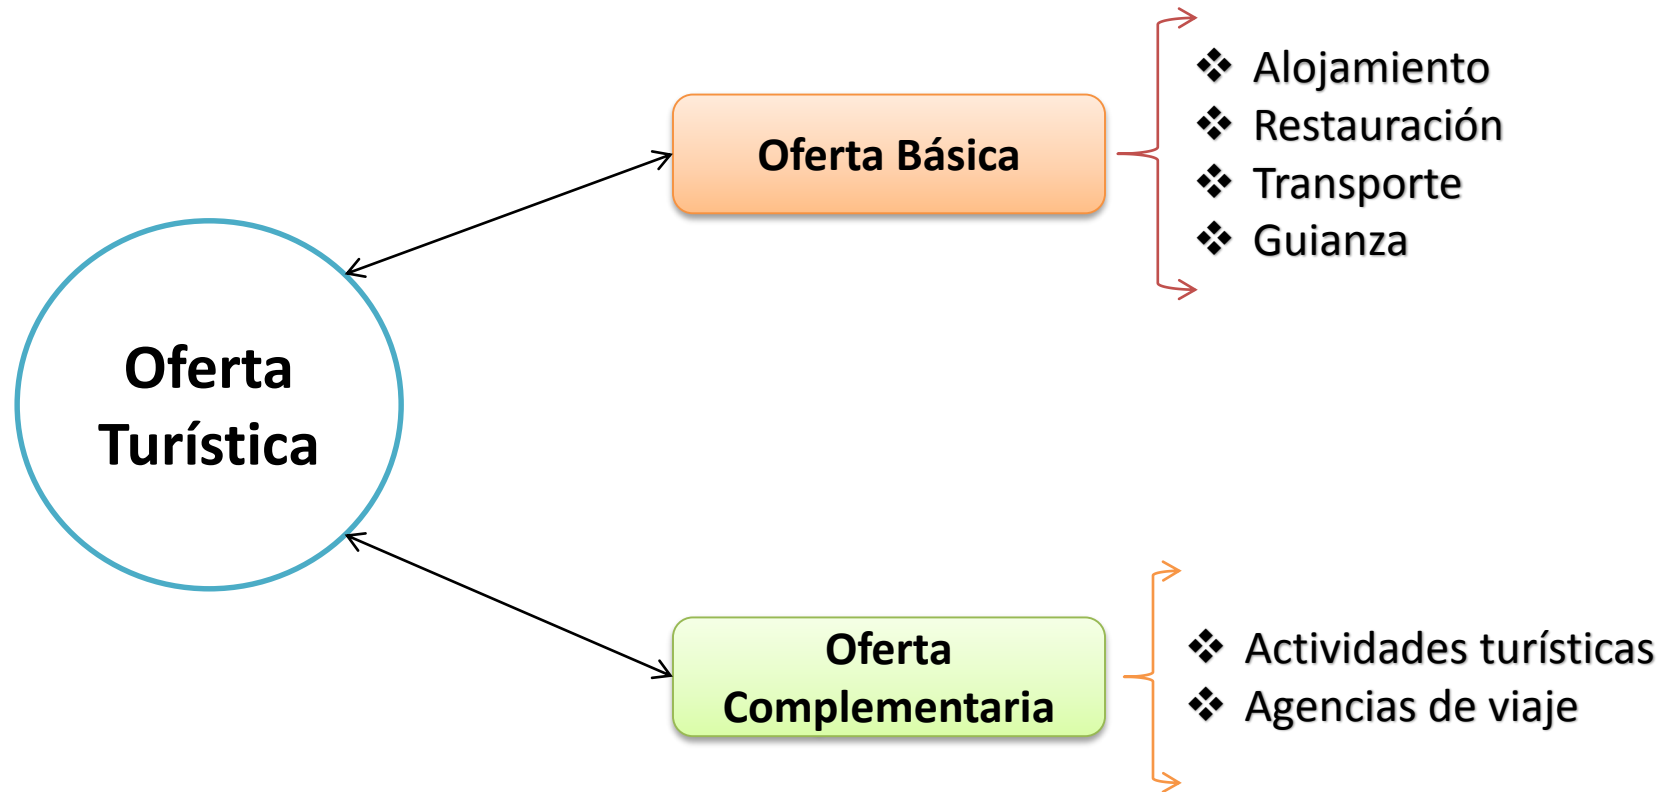 Oferta
Turística
Oferta Básica
❖ Alojamiento
❖ Restauración
❖ Transporte
❖ Guianza
Oferta
Complementaria
❖ Actividades turísticas
❖ Agencias de viaje